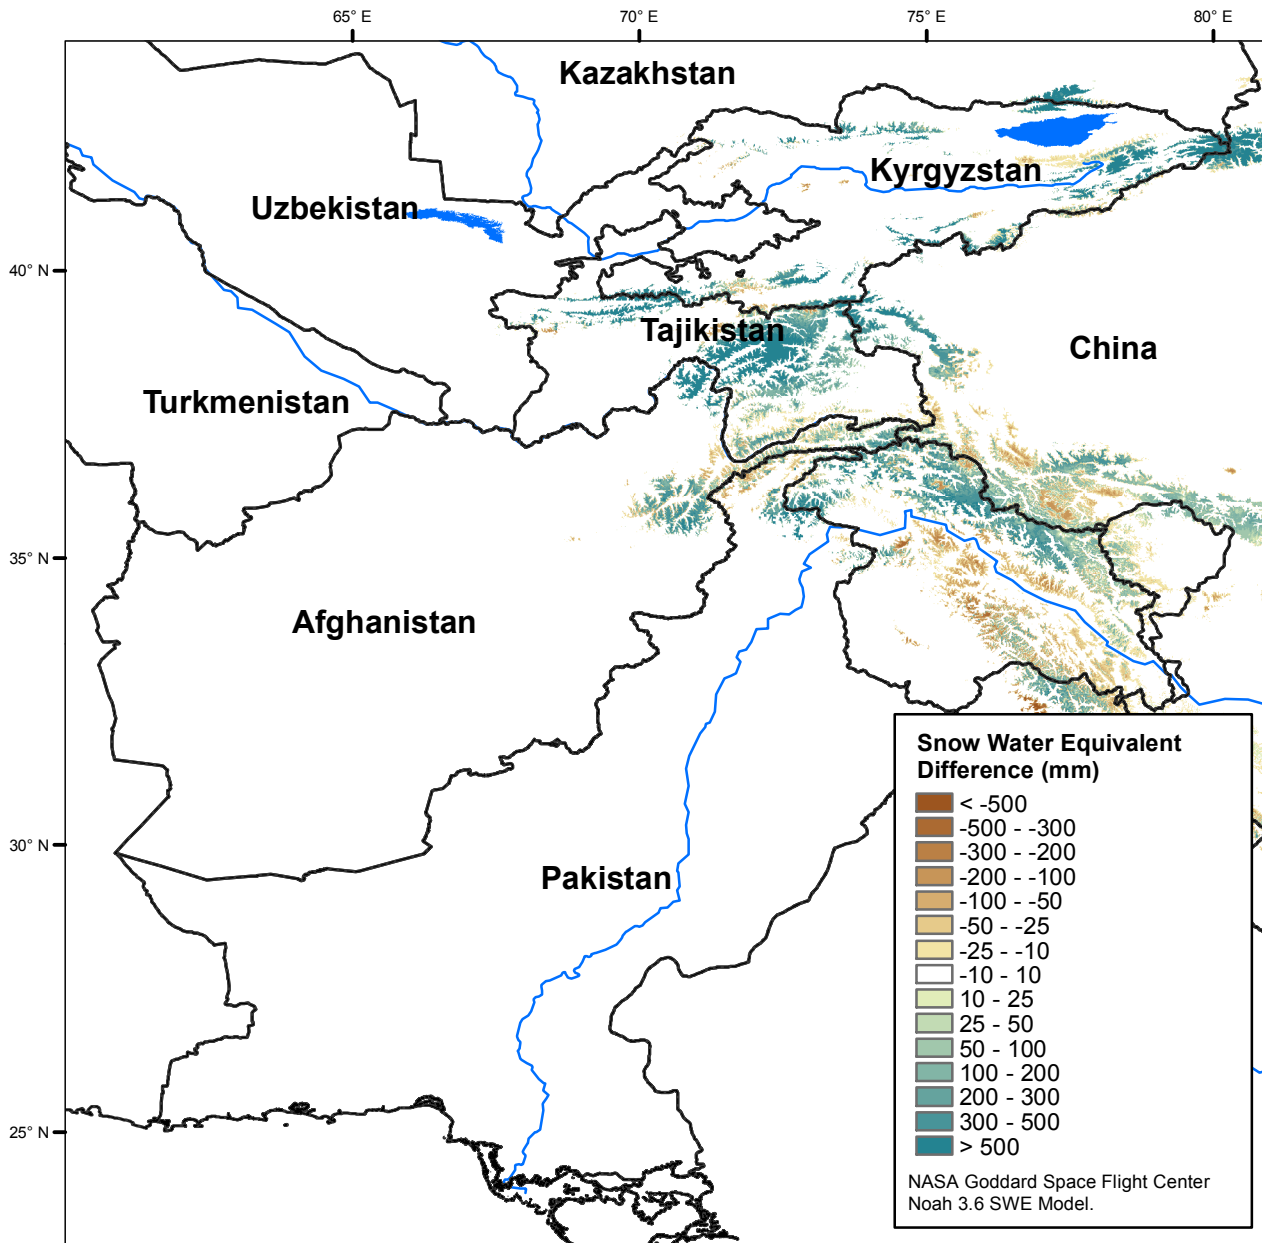 65° E
70° E
75° E
80° E
Kazakhstan
Kyrgyzstan
Uzbekistan
40° N
Tajikistan
China
Turkmenistan
35° N
Afghanistan
30° N
Pakistan
25° N
Snow Water Equivalent
Difference (mm)
< -500
-500 - -300
-300 - -200
-200 - -100
-100 - -50
-50 - -25
-25 - -10
-10 - 10
10 - 25
25 - 50
50 - 100
100 - 200
200 - 300
300 - 500
> 500
NASA Goddard Space Flight Center
Noah 3.6 SWE Model.